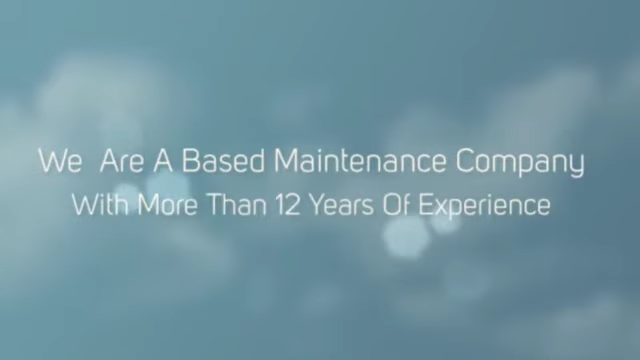 We Are A Based Maintenance Company
With More Than 12 Years Of Experience